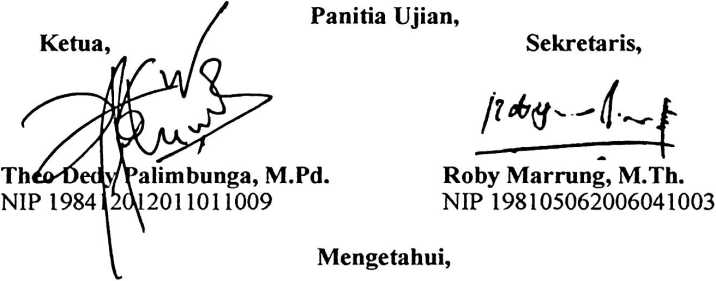 Panitia Ujian,
Ketua,
Sekretaris,
Theo Dedy Palimbunga, M.Pd.
Roby Marrung, M.Th.
NIP 198412012011011009
NIP 198105062006041003
Mengetahui,